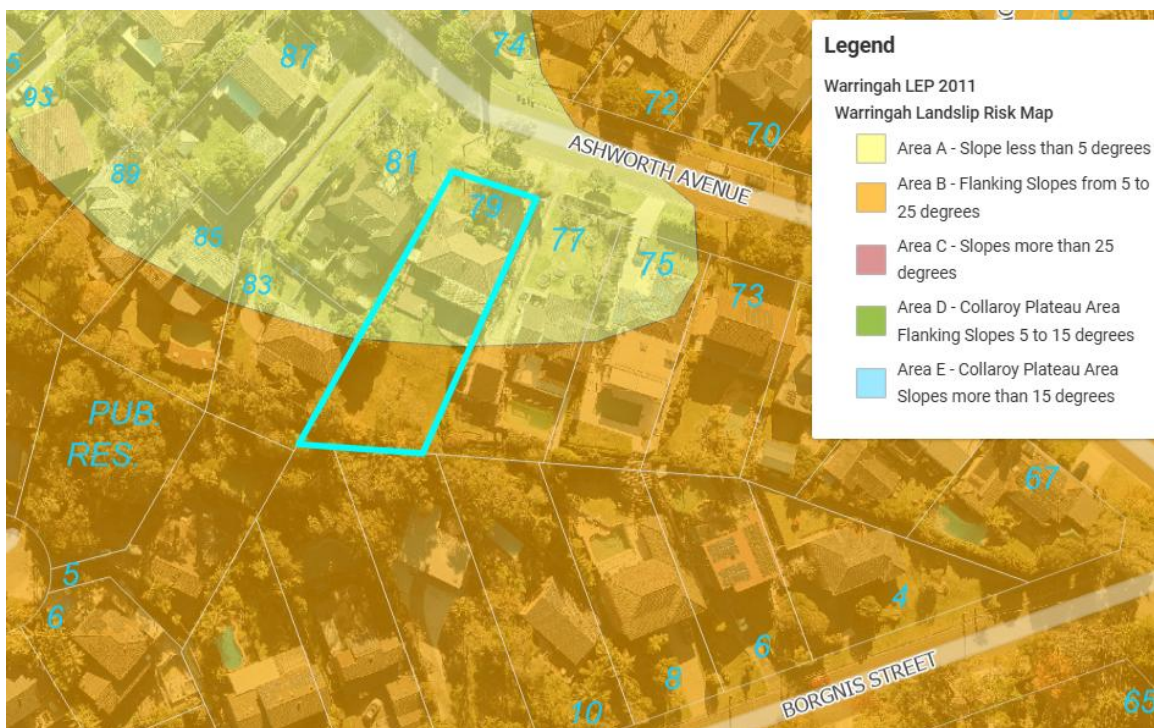 Legend
Warringah LEP 2011
Warringah Landslip Risk Map
Area A - Slope less than 5 degrees
Area B - Flanking Slopes from 5 to
25 degrees
Area C - Slopes more than 25
degrees
Area D - Collaroy Plateau Area
Flanking Slopes 5 to 15 degrees
Area E - Collaroy Plateau Area
Slopes more than 15 degrees
74
87
93
72
70
ASHWORTH AVENUE
81
89
79
77
85
75
83
73
PUB.
RES.
67
5
6
4
6
8
10
BORGNIS STREET
65